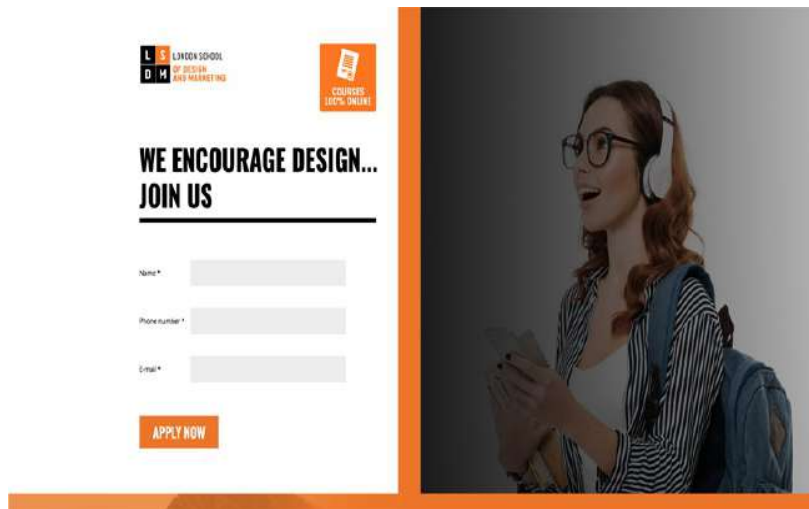 L S
D M
LONDON SCHOOL
OF DESIGN
AND MARKETING
COURSES
100% ONLINE
WE ENCOURAGE DESIGN...
JOIN US
Name *
Phone number *
E-mail *
APPLY NOW